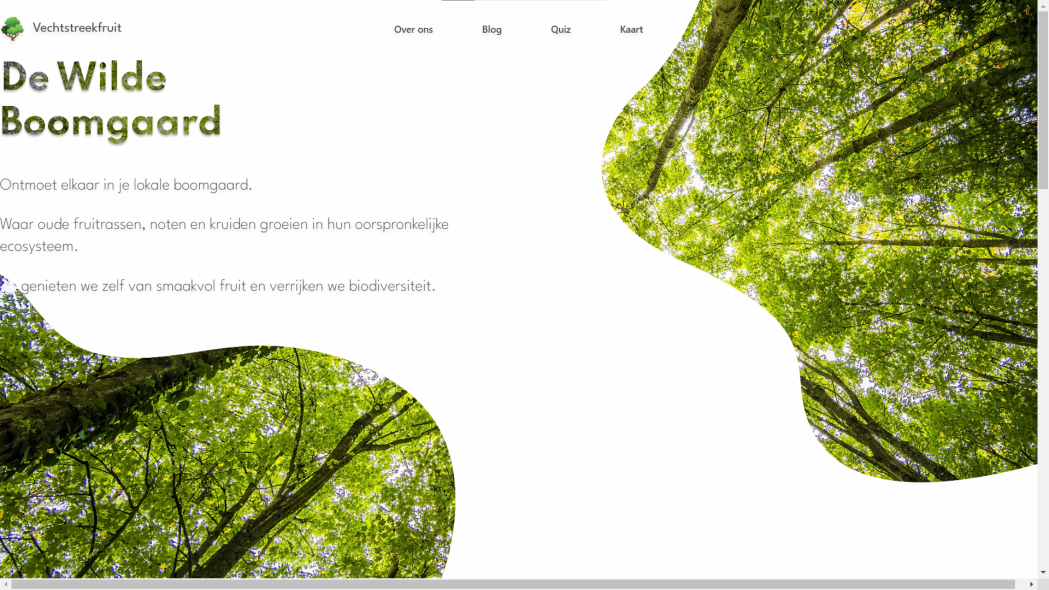 Vechtstreekfruit
Over ons
Blog
Quiz
Kaart
De Wilde
Boomgaard
Ontmoet elkaar in je lokale boomgaard.
Waar oude fruitrassen, noten en kruiden groeien in hun oorspronkelijke
ecosysteem.
genieten we zelf van smaakvol fruit en verrijken we biodiversiteit.